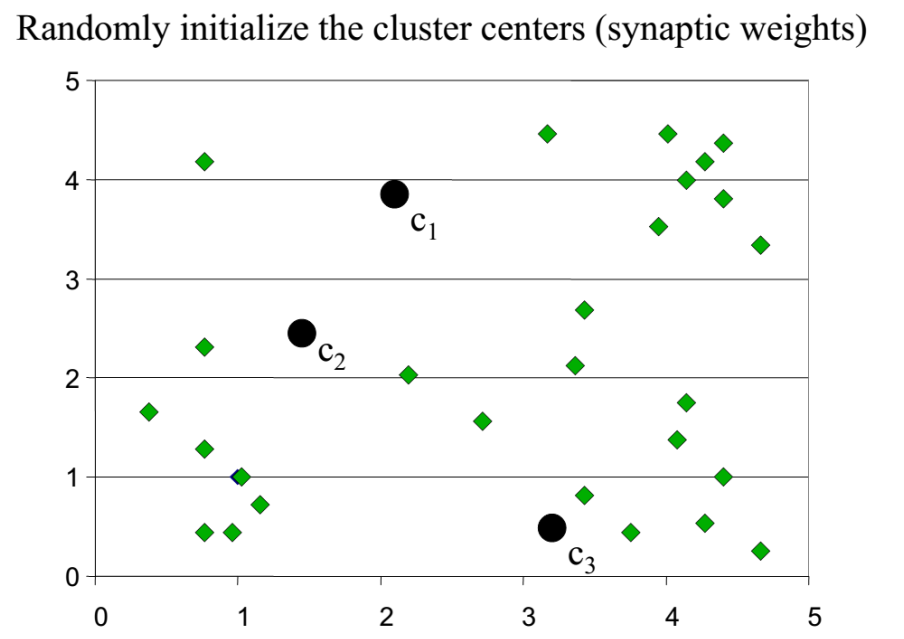 Randomly initialize the cluster centers (synaptic weights)
5
4
c1
3
c2
2
1
c3
0
0 1 2 3 4 5